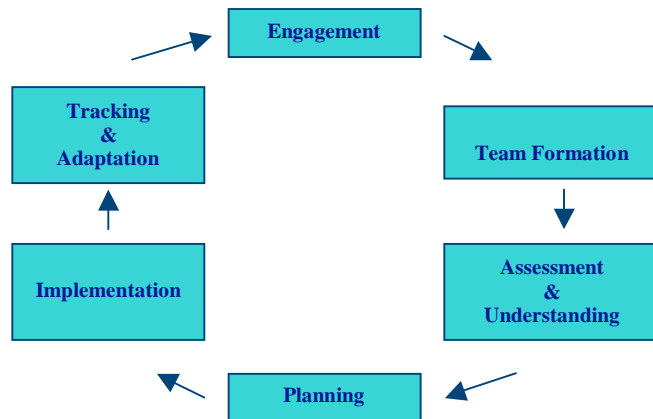 Engagement
Team Formation
Assessment
&
Understanding
Planning
Implementation
Tracking
&
Adaptation